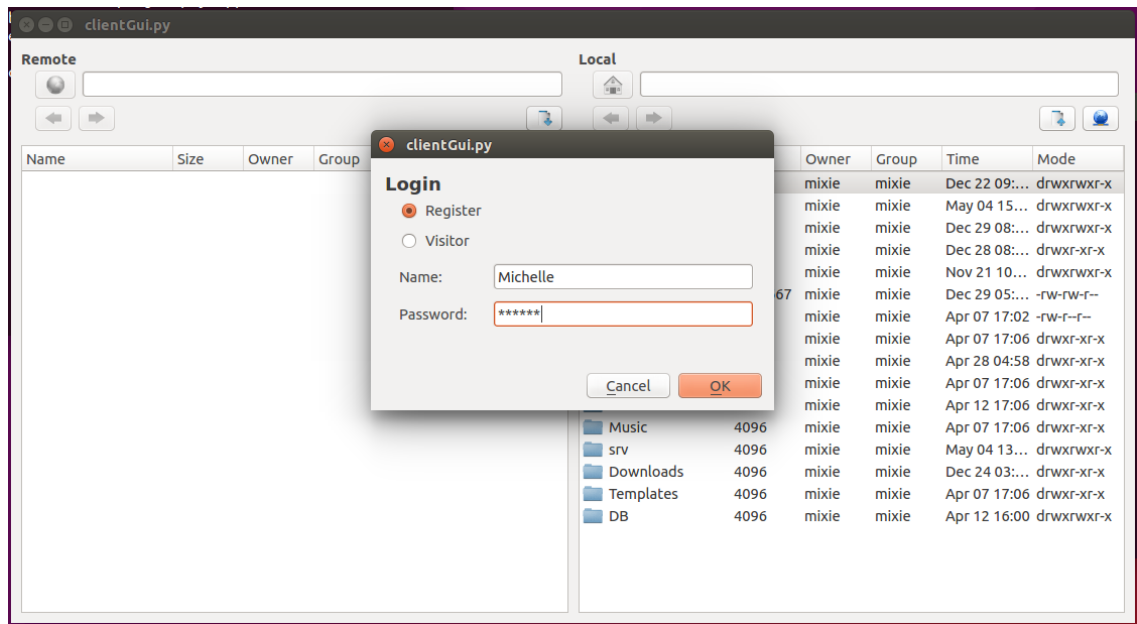 clientGui.py
Remote
Local
Name Size Owner Group
Owner Group Time Mode
clientGui.py
Login
Register
Visitor
Name: Michelle
Password: ******
Cancel OK
mixie mixie Dec 22 09:... drwxrwxr-x
mixie mixie May 04 15... drwxrwxr-x
mixie mixie Dec 29 08:... drwxrwxr-x
mixie mixie Dec 28 08:... drwxr-xr-x
mixie mixie Nov 21 10... drwxrwxr-x
67 mixie mixie Dec 29 05:... -rw-rw-r--
mixie mixie Apr 07 17:02 -rw-r--r--
mixie mixie Apr 07 17:06 drwxr-xr-x
mixie mixie Apr 28 04:58 drwxr-xr-x
mixie mixie Apr 07 17:06 drwxr-xr-x
mixie mixie Apr 12 17:06 drwxr-xr-x
Music 4096 mixie mixie Apr 07 17:06 drwxr-xr-x
srv 4096 mixie mixie May 04 13... drwxrwxr-x
Downloads 4096 mixie mixie Dec 24 03:... drwxr-xr-x
Templates 4096 mixie mixie Apr 07 17:06 drwxr-xr-x
DB 4096 mixie mixie Apr 12 16:00 drwxrwxr-x